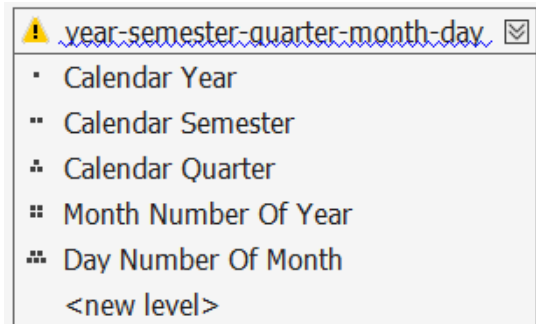 year-semester-quarter-month-day
Calendar Year
Calendar Semester
Calendar Quarter
Month Number Of Year
Day Number Of Month
<new level>